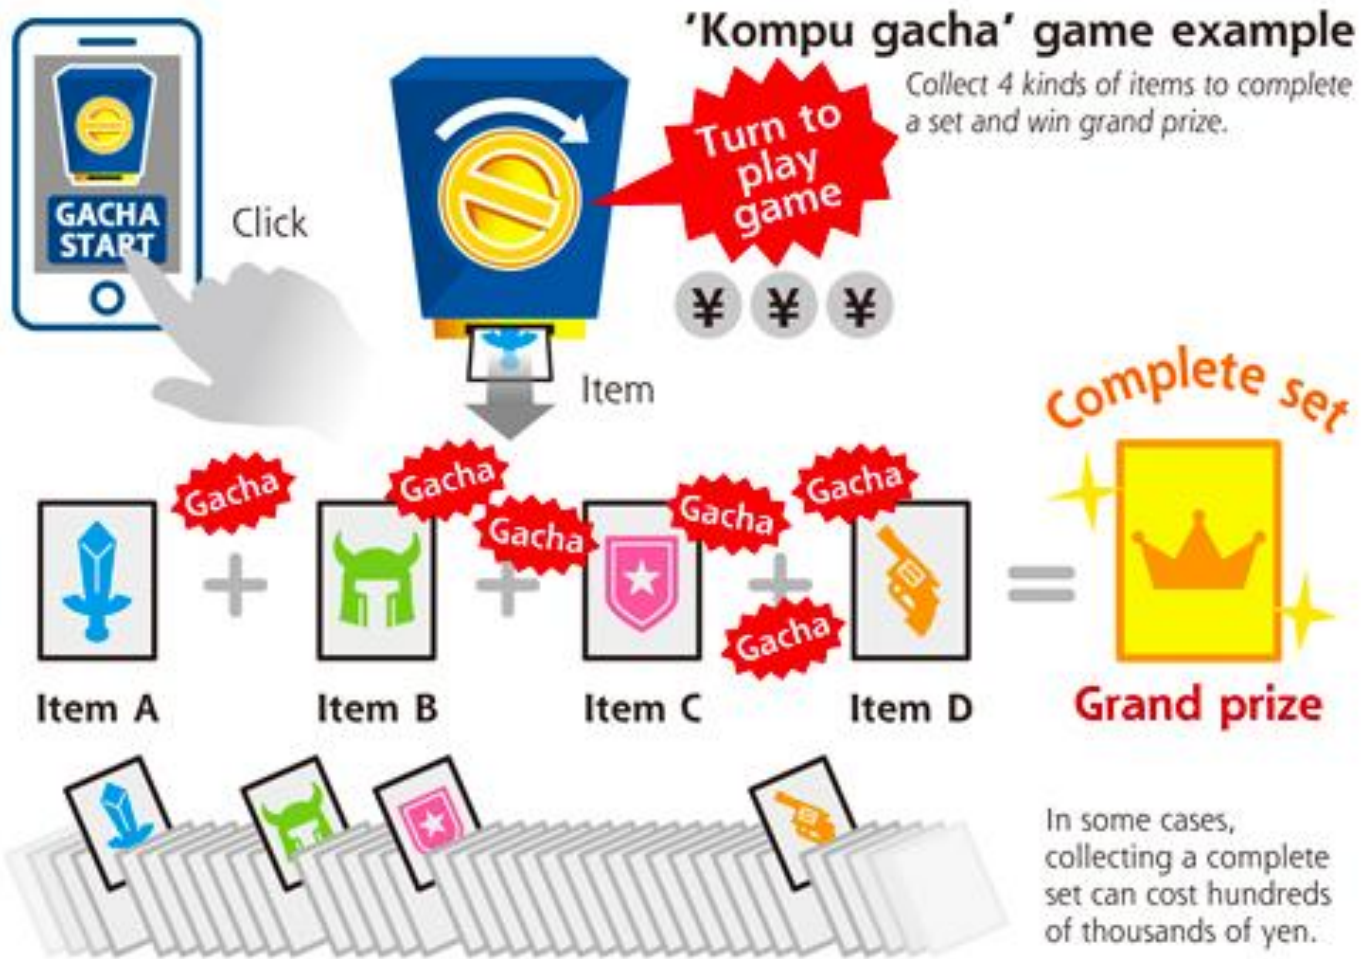 'Kompu gacha' game example
Collect 4 kinds of items to complete
a set and win grand prize.
GACHA
START
Click
Turn to
play
game
¥ ¥ ¥
Item
Complete set
Gacha
Gacha
Gacha
Gacha
Gacha
Gacha
Item A
Item B
Item C
Item D
Grand prize
In some cases,
collecting a complete
set can cost hundreds
of thousands of yen.